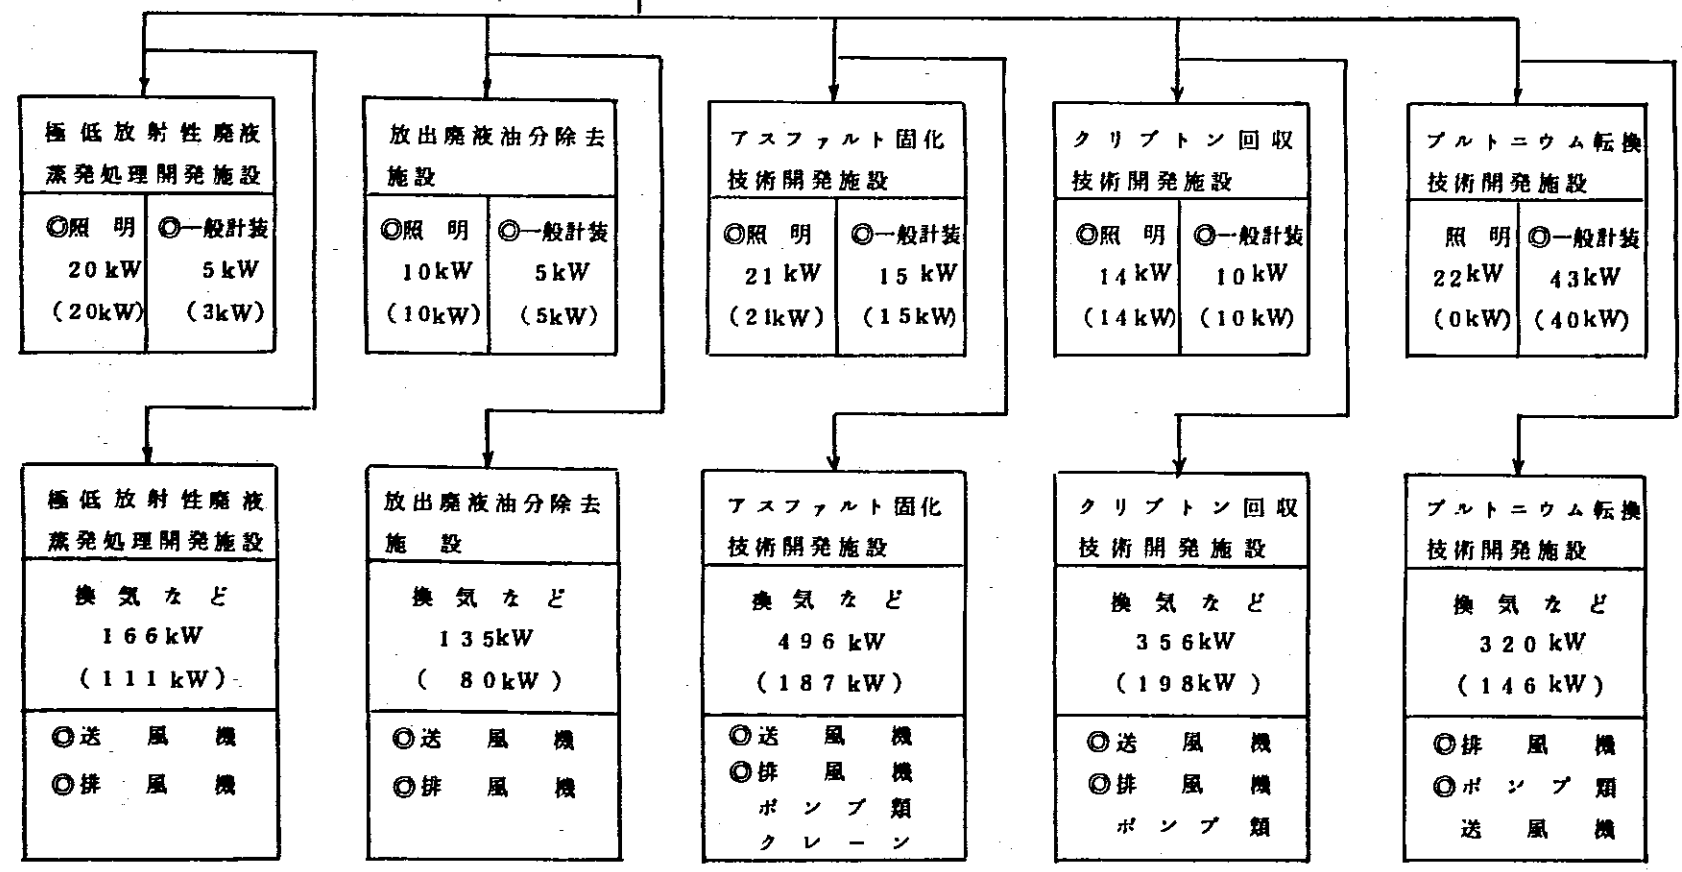 極低放射性廃液
蒸発処理開発施設
◎照明
20kW
(20kW)
◎一般計装
5kW
(3kW)
放出廃液油分除去
施設
◎照明
10kW
(10kW)
◎一般計装
5kW
(5kW)
アスファルト固化
技術開発施設
◎照明
21kW
(21kW)
◎一般計装
15kW
(15kW)
クリプトン回収
技術開発施設
◎照明
14kW
(14kW)
◎一般計装
10kW
(10kW)
プルトニウム転換
技術開発施設
照明
22kW
(0kW)
◎一般計装
43kW
(40kW)
極低放射性廃液
蒸発処理開発施設
換気など
166kW
(111kW)
◎送風機
◎排風機
放出廃液油分除去
施設
換気など
135kW
(80kW)
◎送風機
◎排風機
アスファルト固化
技術開発施設
換気など
496kW
(187kW)
◎送風機
◎排風機
ポンプ類
クレーン
クリプトン回収
技術開発施設
換気など
356kW
(198kW)
◎送風機
◎排風機
ポンプ類
プルトニウム転換
技術開発施設
換気など
320kW
(146kW)
◎排風機
◎ポンプ類
送風機